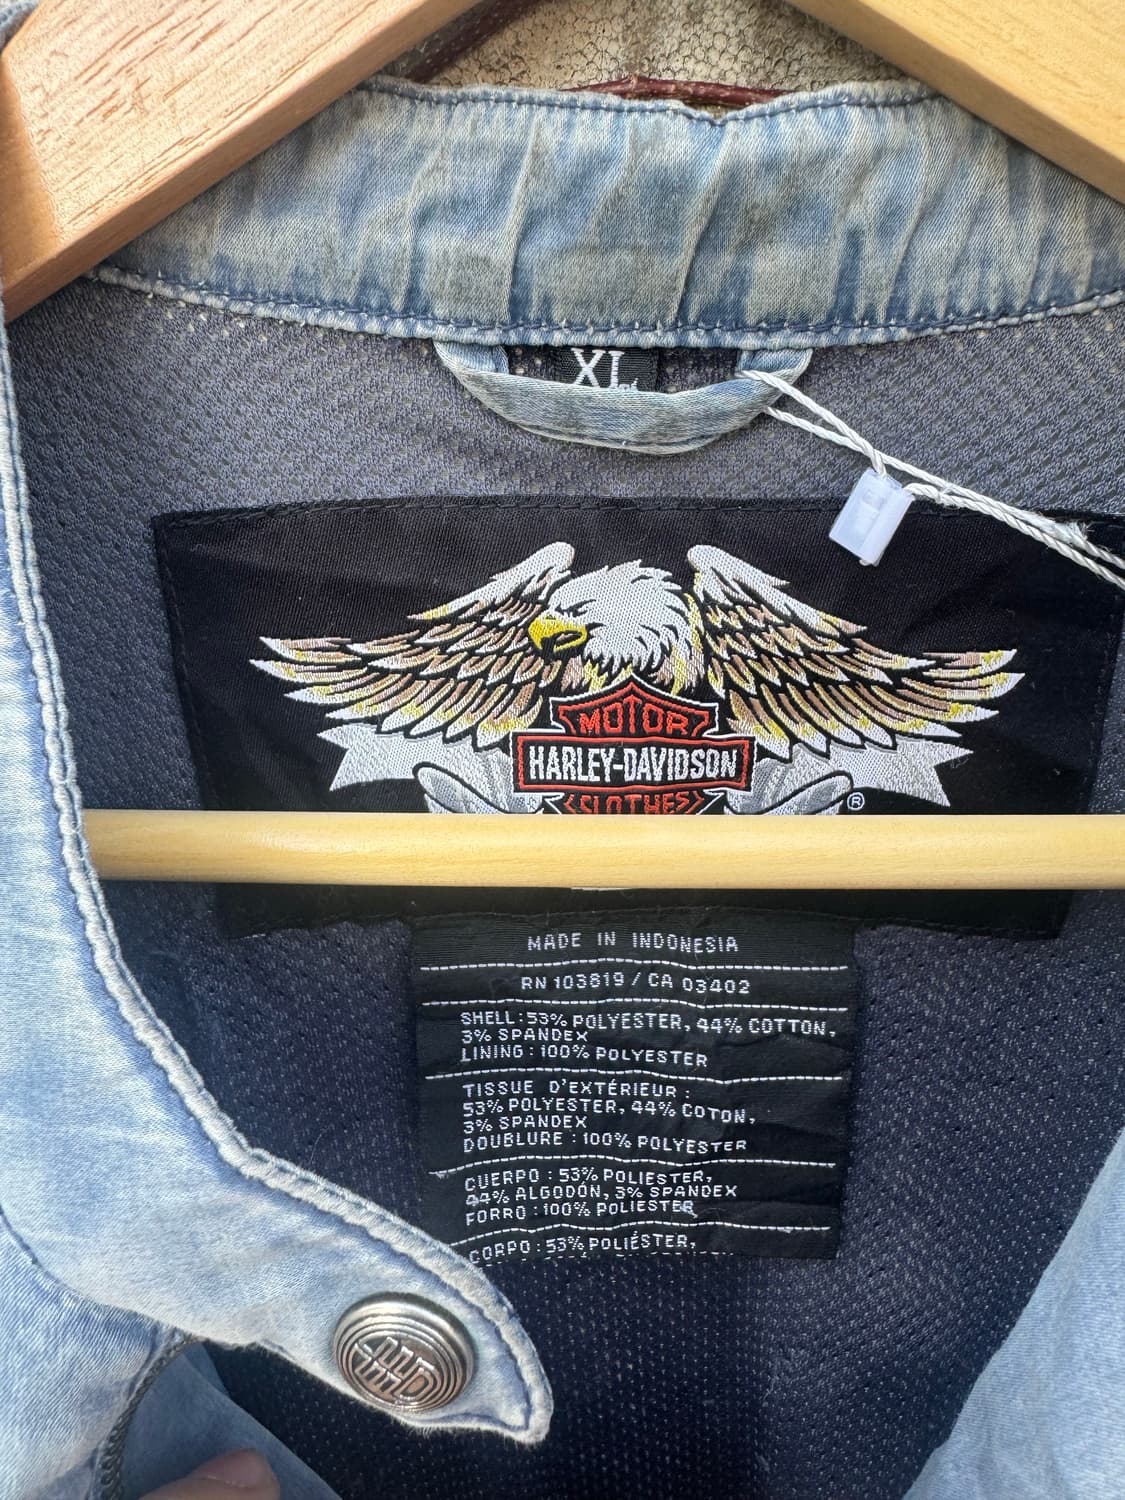 XL
MOTOR
HARLEY-DAVIDSON
CLOTHES
®
MADE IN INDONESIA
RN 103819 / CA 03402
SHELL: 53% POLYESTER, 44% COTTON,
3% SPANDEX
LINING : 100% POLYESTER
TISSUE D'EXTÉRIEUR :
53% POLYESTER, 44% COTON,
3% SPANDEX
DOUBLURE : 100% POLYESTER
CUERPO : 53% POLIESTER,
44% ALGODÓN, 3% SPANDEX
FORRO : 100% POLIESTER
CORPO : 53% POLIÉSTER,